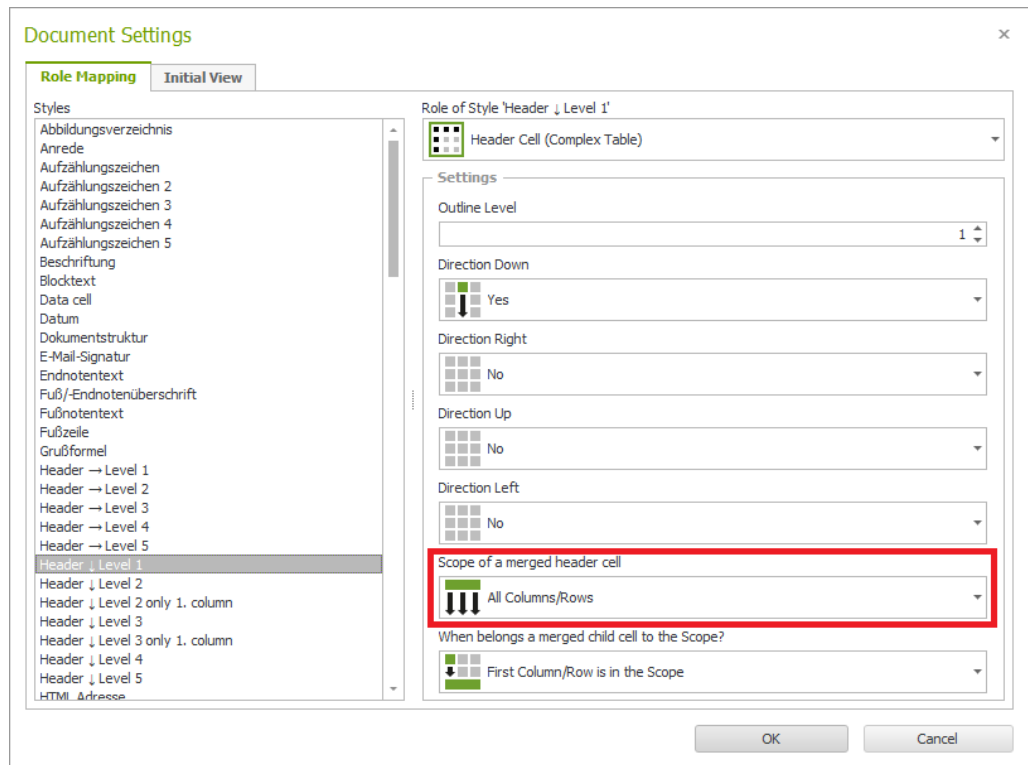 Document Settings
Role Mapping
Initial View
Styles
Abbildungsverzeichnis
Anrede
Aufzählungszeichen
Aufzählungszeichen 2
Aufzählungszeichen 3
Aufzählungszeichen 4
Aufzählungszeichen 5
Beschriftung
Blocktext
Data cell
Datum
Dokumentstruktur
E-Mail-Signatur
Endnotentext
Fuß/-Endnotenüberschrift
Fußnotentext
Fußzeile
Grußformel
Header → Level 1
Header → Level 2
Header → Level 3
Header → Level 4
Header → Level 5
Header ↓ Level 1
Header ↓ Level 2
Header ↓ Level 2 only 1. column
Header ↓ Level 3
Header ↓ Level 3 only 1. column
Header ↓ Level 4
Header ↓ Level 5
HTML Adresse
Role of Style 'Header ↓ Level 1'
Header Cell (Complex Table)
Settings
Outline Level
1
Direction Down
Yes
Direction Right
No
Direction Up
No
Direction Left
No
Scope of a merged header cell
All Columns/Rows
When belongs a merged child cell to the Scope?
First Column/Row is in the Scope
OK
Cancel